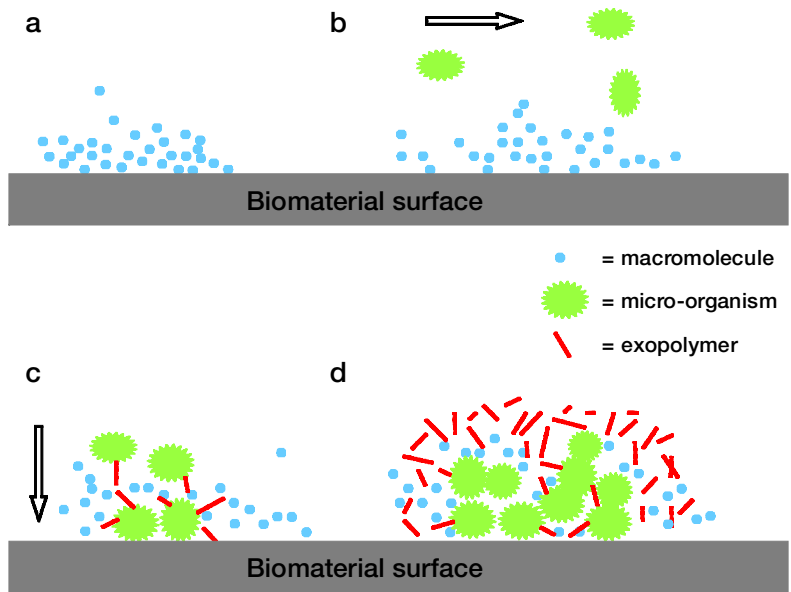 a
b
Biomaterial surface
= macromolecule
= micro-organism
= exopolymer
c
d
Biomaterial surface